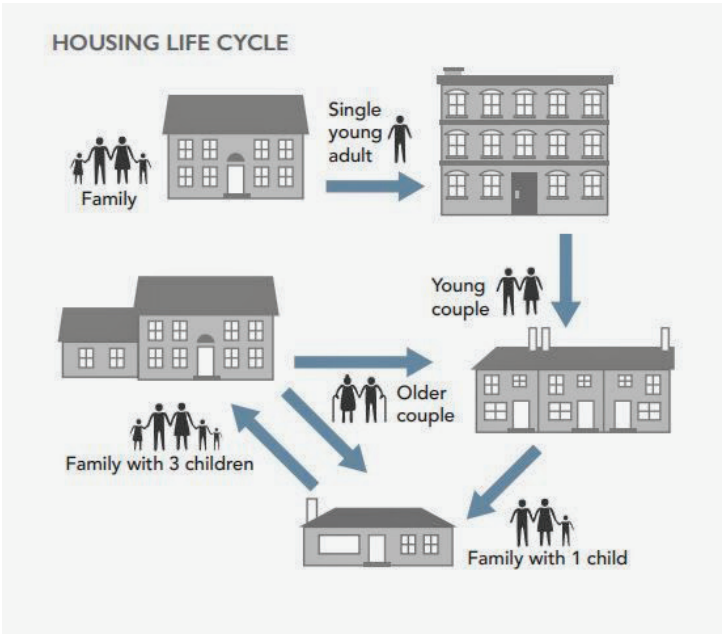 HOUSING LIFE CYCLE
Single
young
adult
Family
Young
couple
Older
couple
Family with 3 children
Family with 1 child